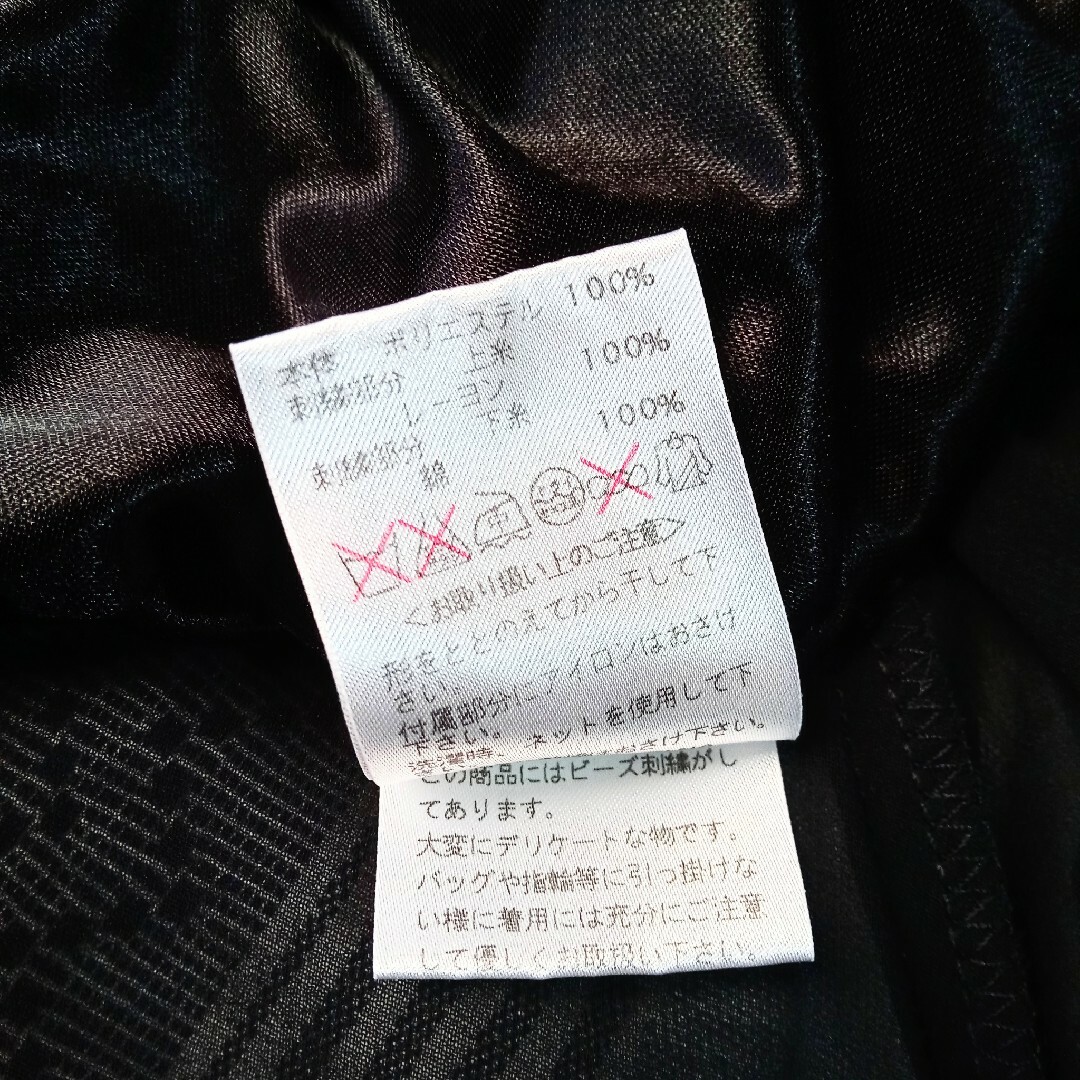 本体 ポリエステル 100%
刺繍部分 上糸
レーヨン 100%
刺繍部分 下糸
綿 100%
<お取り扱い上のご注意>
形をととのえてから干して下
さい。
付属部分にアイロンはおさけ
下さい。
ネットを使用して下
おさけ下さい。
この商品にはビーズ刺繍がし
てあります。
大変にデリケートな物です。
バッグや指輪等に引っ掛けな
い様に着用には充分にご注意
して優しくお取扱い下さい。